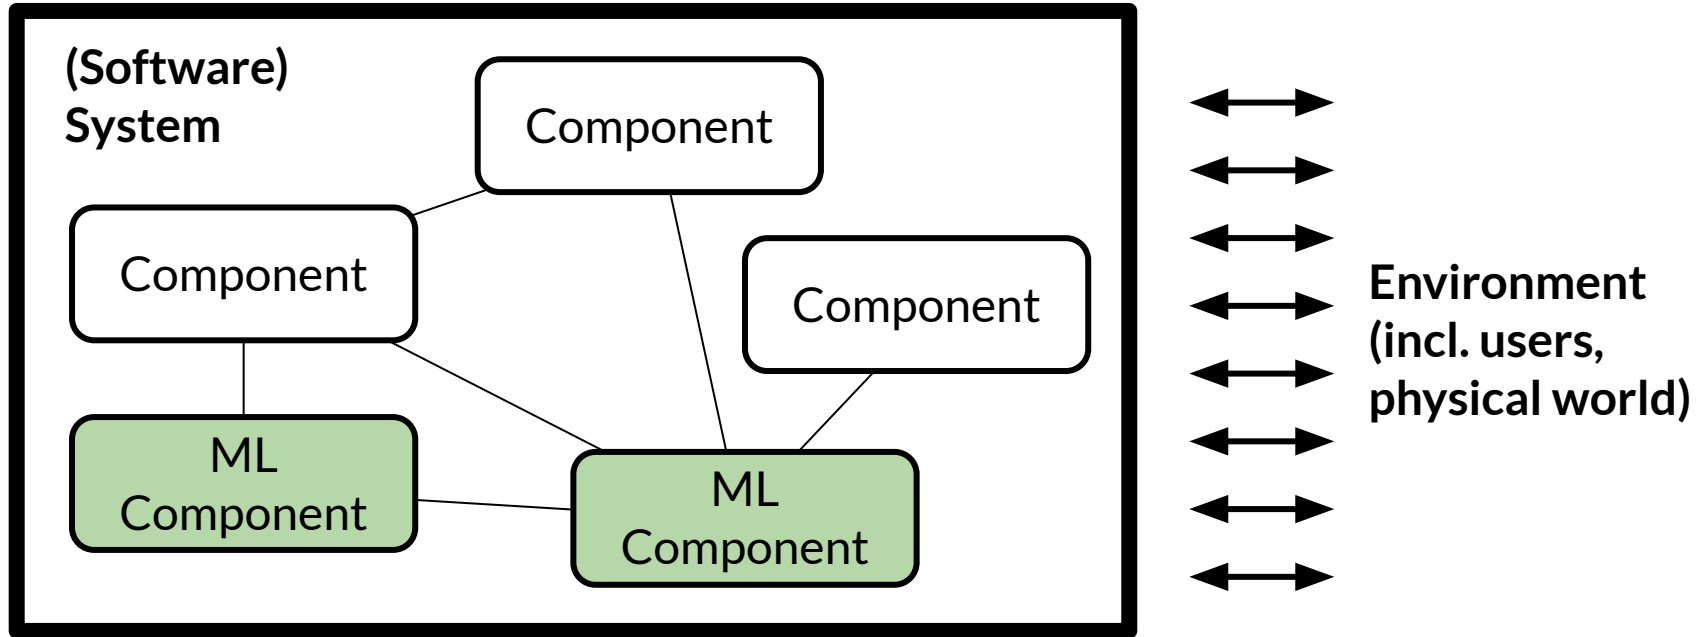 (Software)
System
Component
Component
Component
ML
Component
ML
Component
Environment
(incl. users,
physical world)